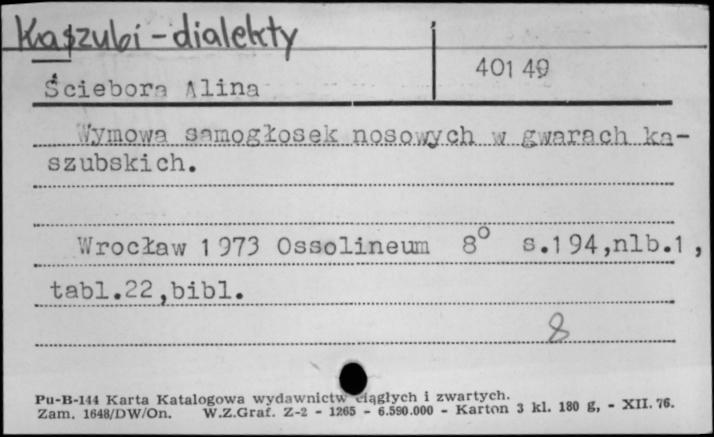 Kaszubi - dialekty
401 49
Ściebora Alina
Wymowa samogłosek nosowych w gwarach ka-
szubskich.
Wrocław 1973 Ossolineum 8° s.194,nlb.1,
tabl.22,bibl.
8
Pu-B-144 Karta Katalogowa wydawnictw ciągłych i zwartych.
Zam. 1648/DW/On. W.Z.Graf. Z-2 - 1265 - 6.590.000 - Karton 3 kl. 180 g, - XII. 76.